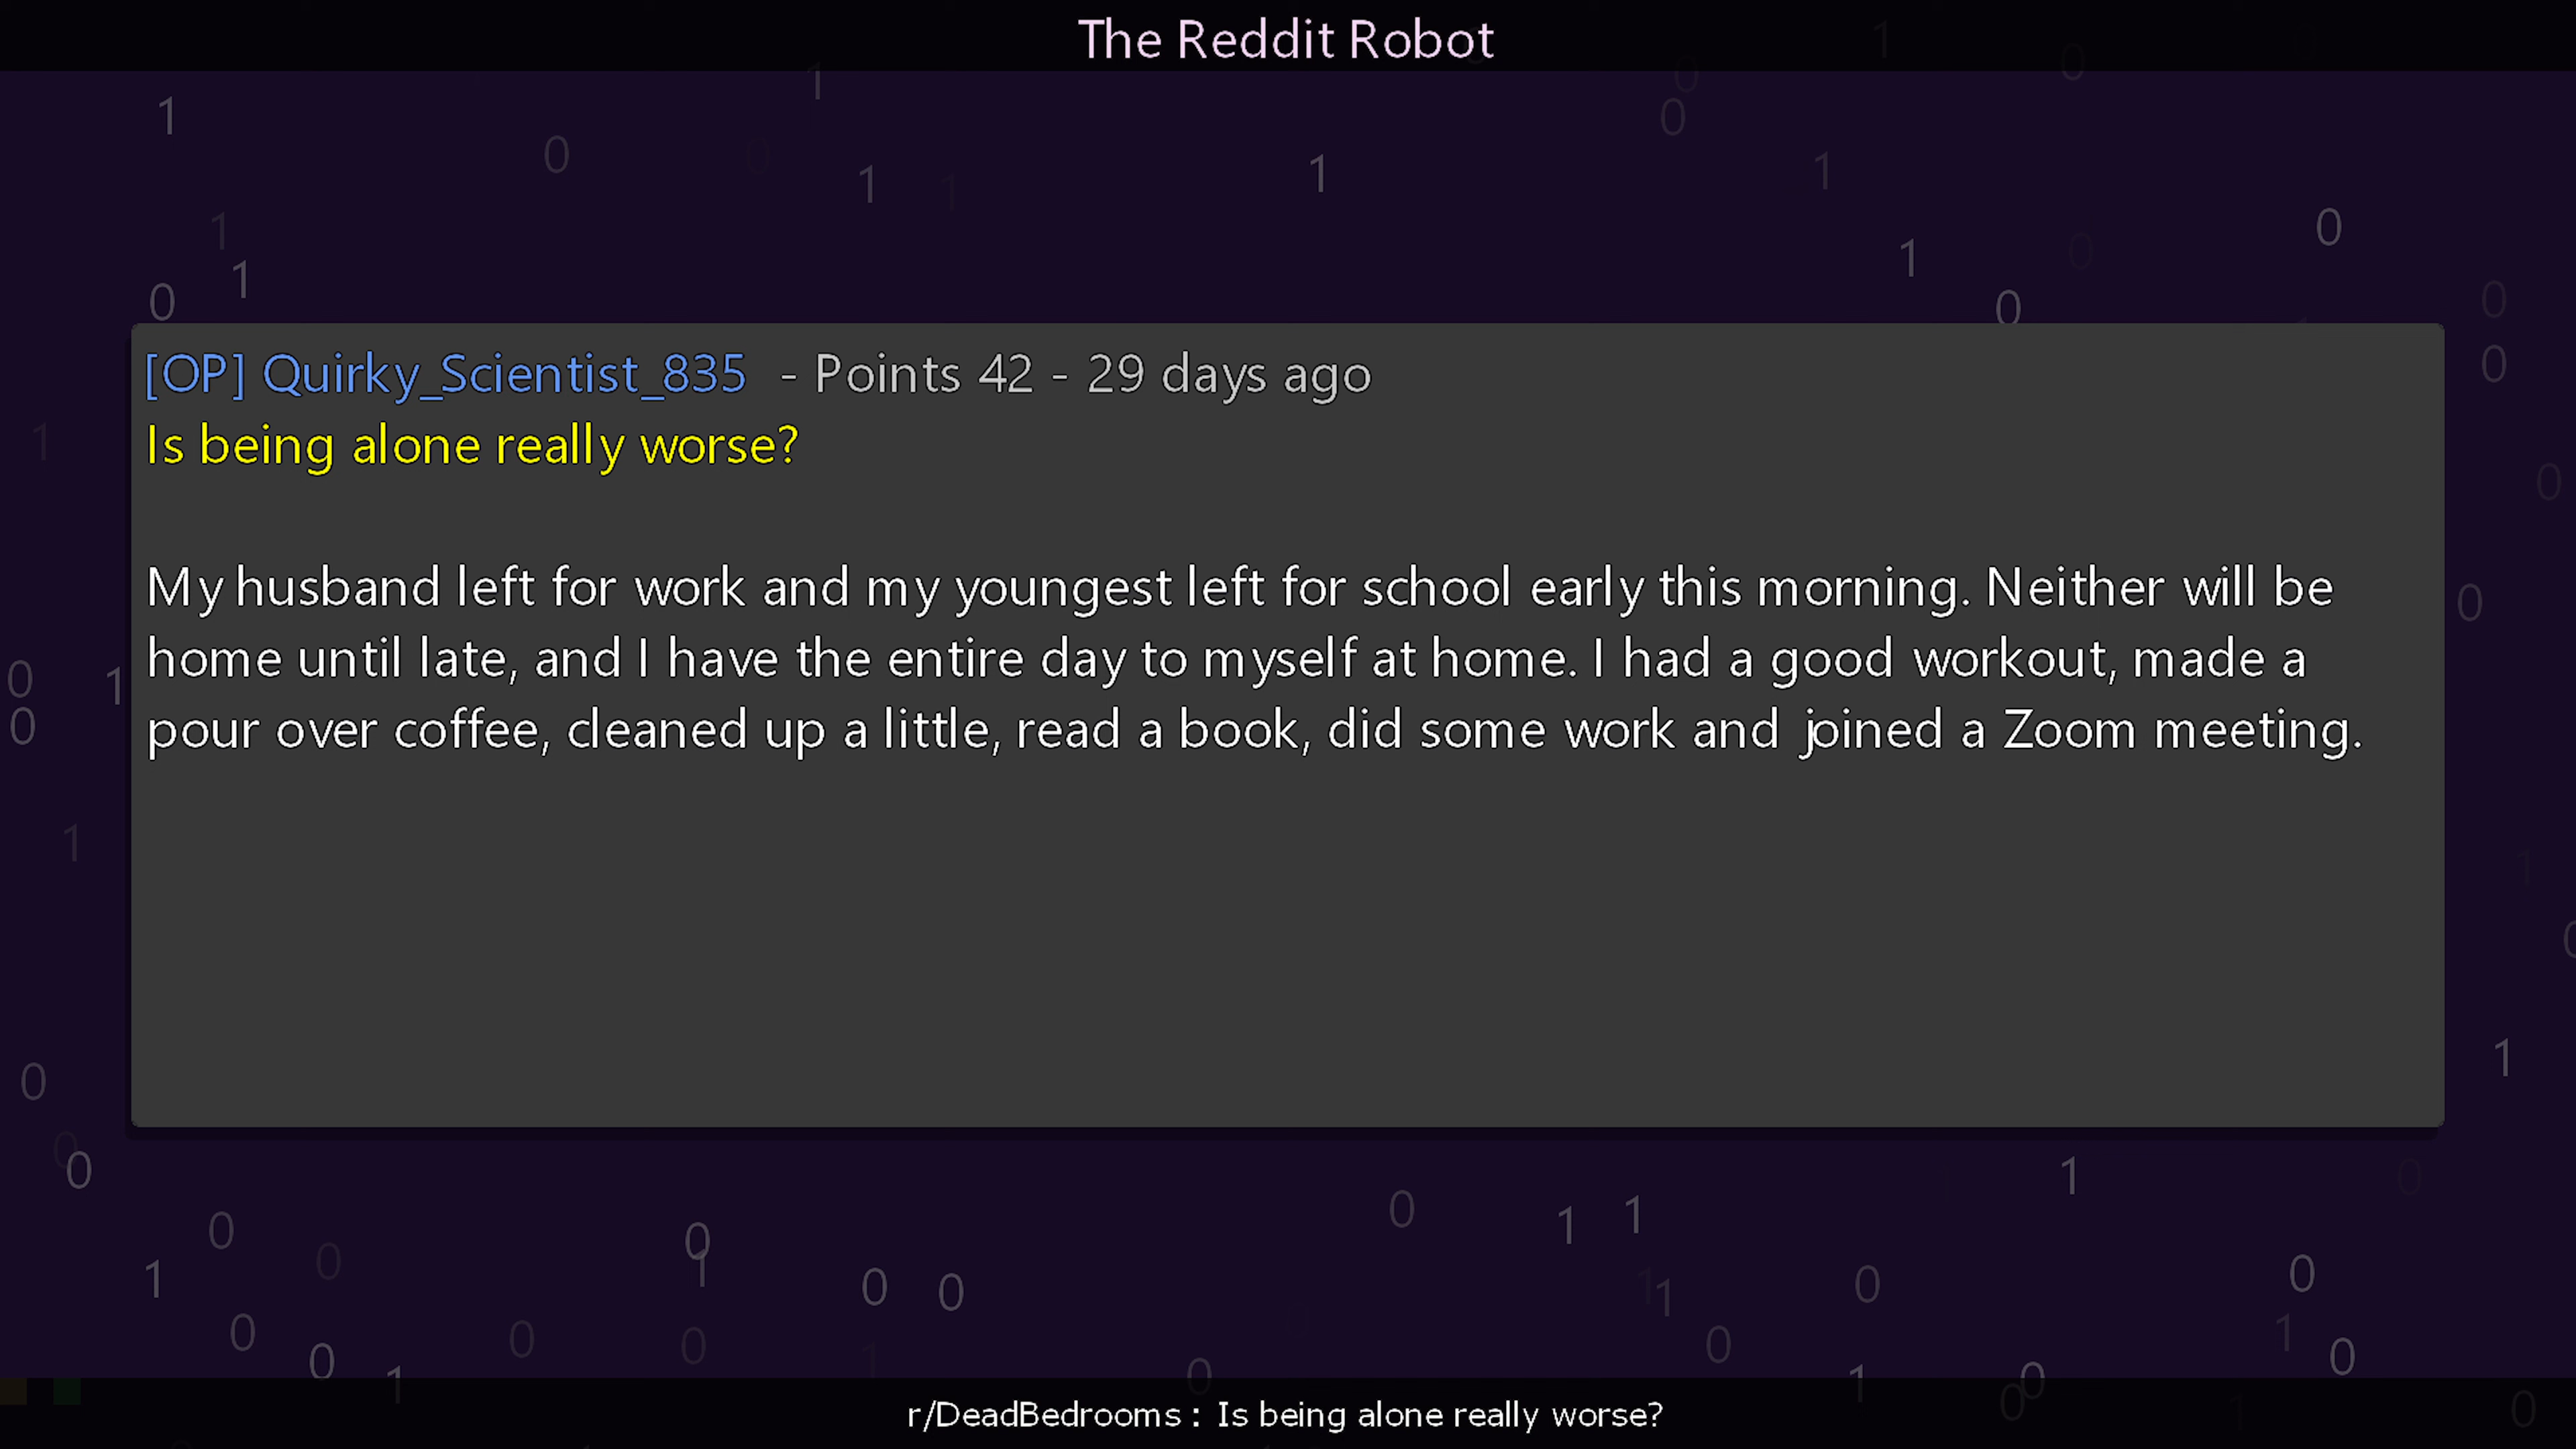 The Reddit Robot
[OP] Quirky_Scientist_835 - Points 42 - 29 days ago
Is being alone really worse?
My husband left for work and my youngest left for school early this morning. Neither will be
home until late, and I have the entire day to myself at home. I had a good workout, made a
pour over coffee, cleaned up a little, read a book, did some work and joined a Zoom meeting.
r/DeadBedrooms : Is being alone really worse?